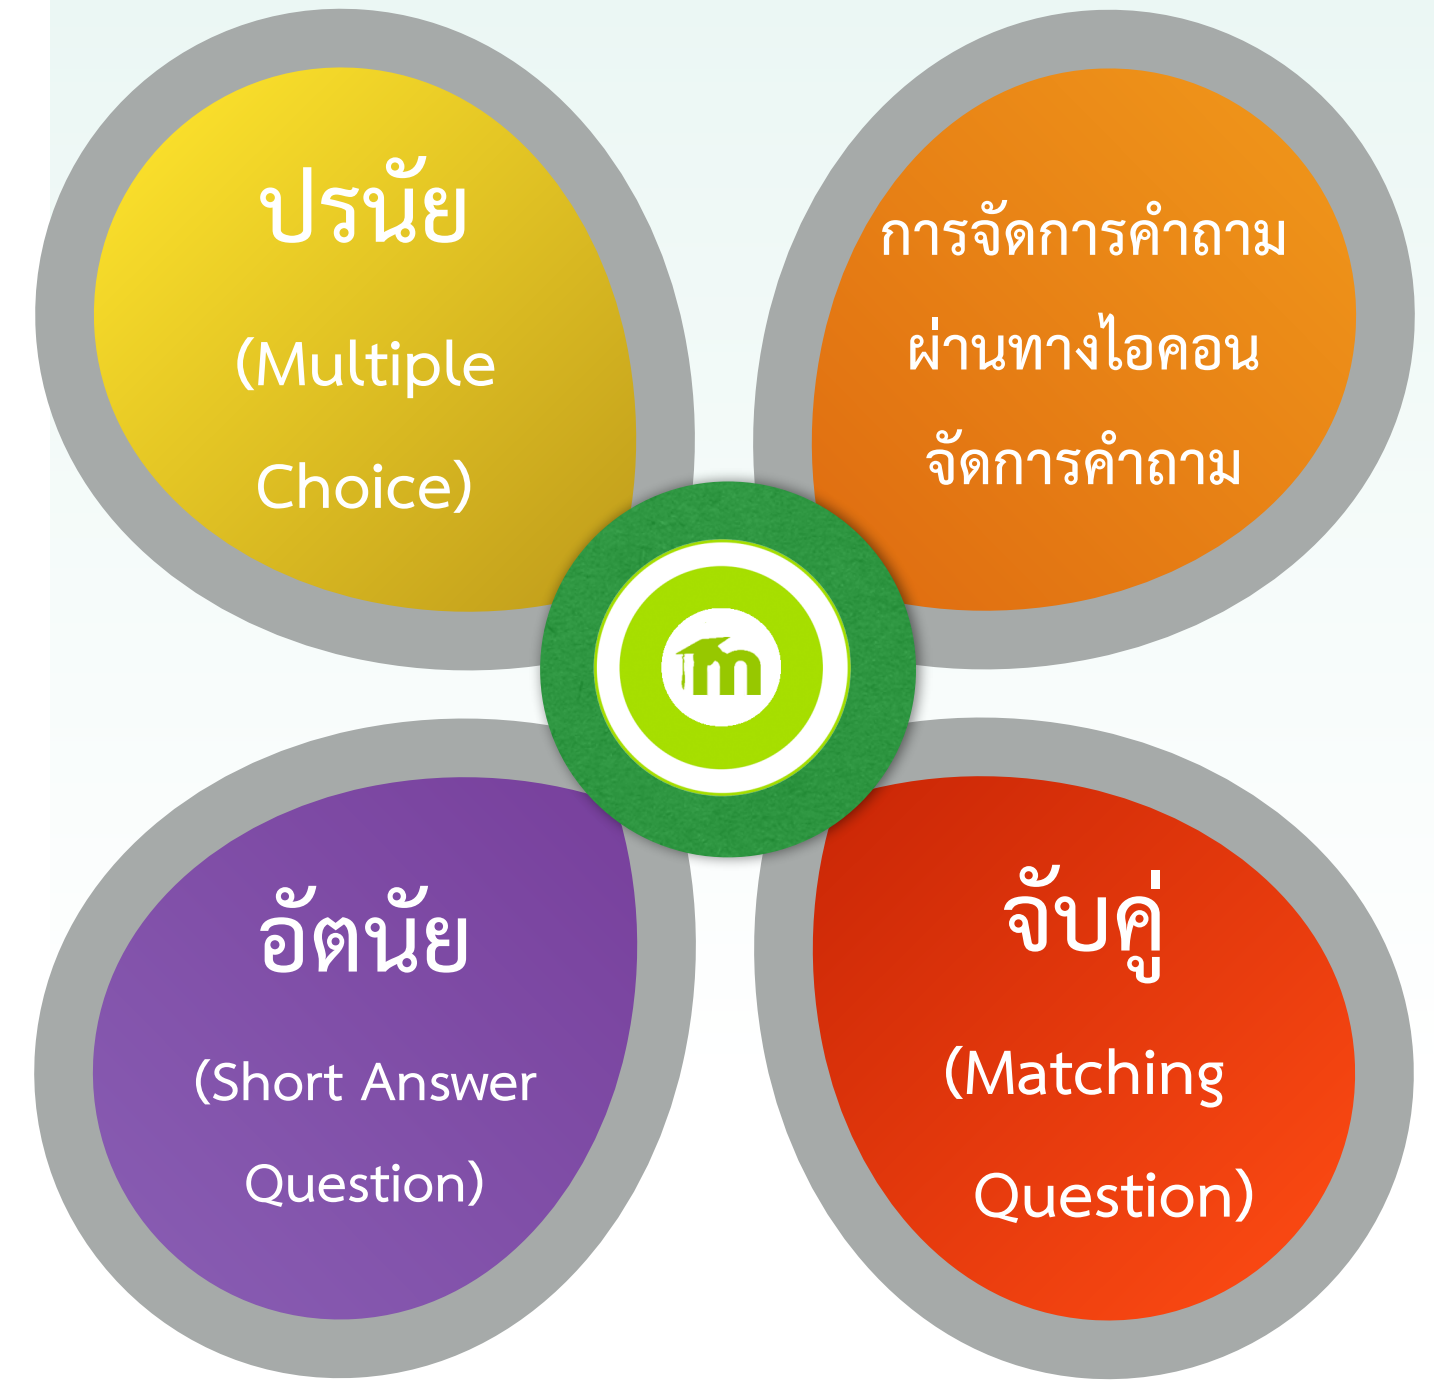 ปรนัย
(Multiple
Choice)
การจัดการคำถาม
ผ่านทางไอคอน
จัดการคำถาม
m
อัตนัย
(Short Answer
Question)
จับคู่
(Matching
Question)